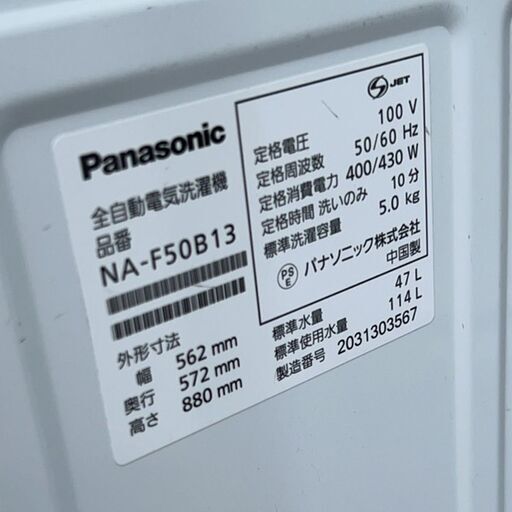 Panasonic
全自動電気洗濯機
品番
NA-F50B13
外形寸法
幅 562 mm
奥行 572 mm
高さ 880 mm
S JET
定格電圧 100 V
定格周波数 50/60 Hz
定格消費電力 400/430 W
定格時間 洗いのみ 10分
標準洗濯容量 5.0 kg
PS
E パナソニック株式会社
中国製
標準水量 47 L
標準使用水量 114 L
製造番号 2031303567